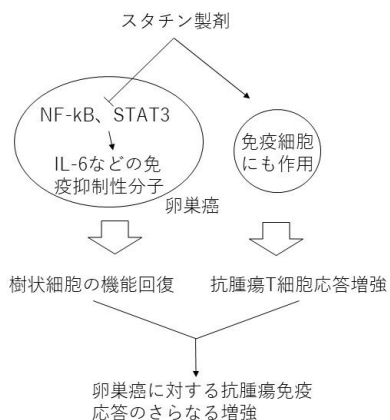 スタチン製剤
NF-kB、STAT3
IL-6などの免
疫抑制性分子
卵巣癌
免疫細胞
にも作用
樹状細胞の機能回復
抗腫瘍T細胞応答増強
卵巣癌に対する抗腫瘍免疫
応答のさらなる増強